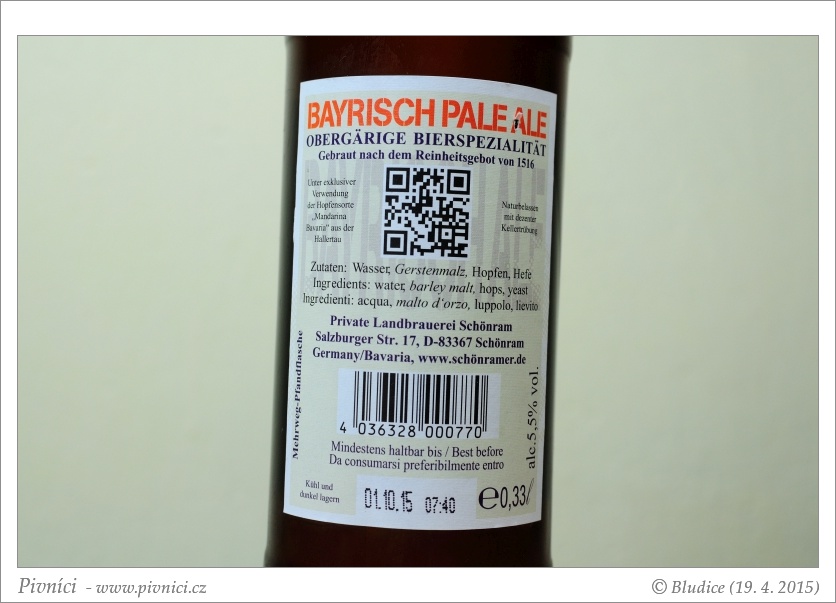 BAYRISCH PALE ALE
OBERGÄRIGE BIERSPEZIALITÄT
Gebraut nach dem Reinheitsgebot von 1516
Unter exklusiver
Verwendung
der Hopfensorte
„Mandarina
Bavaria" aus der
Hallertau
Naturbelassen
mit dezenter
Kellertrübung
Zutaten: Wasser, Gerstenmalz, Hopfen, Hefe
Ingredients: water, barley malt, hops, yeast
Ingredienti: acqua, malto d'orzo, luppolo, lievito
Private Landbrauerei Schönram
Salzburger Str. 17, D-83367 Schönram
Germany/Bavaria, www.schönramer.de
Mehrweg-Pfandflasche
4 036328 000770
alc.5,5% vol.
Mindestens haltbar bis / Best before
Da consumarsi preferibilmente entro
Kühl und
dunkel lagern
01.10.15 07:40
℮0,33l
Pivníci - www.pivnici.cz
© Bludice (19. 4. 2015)